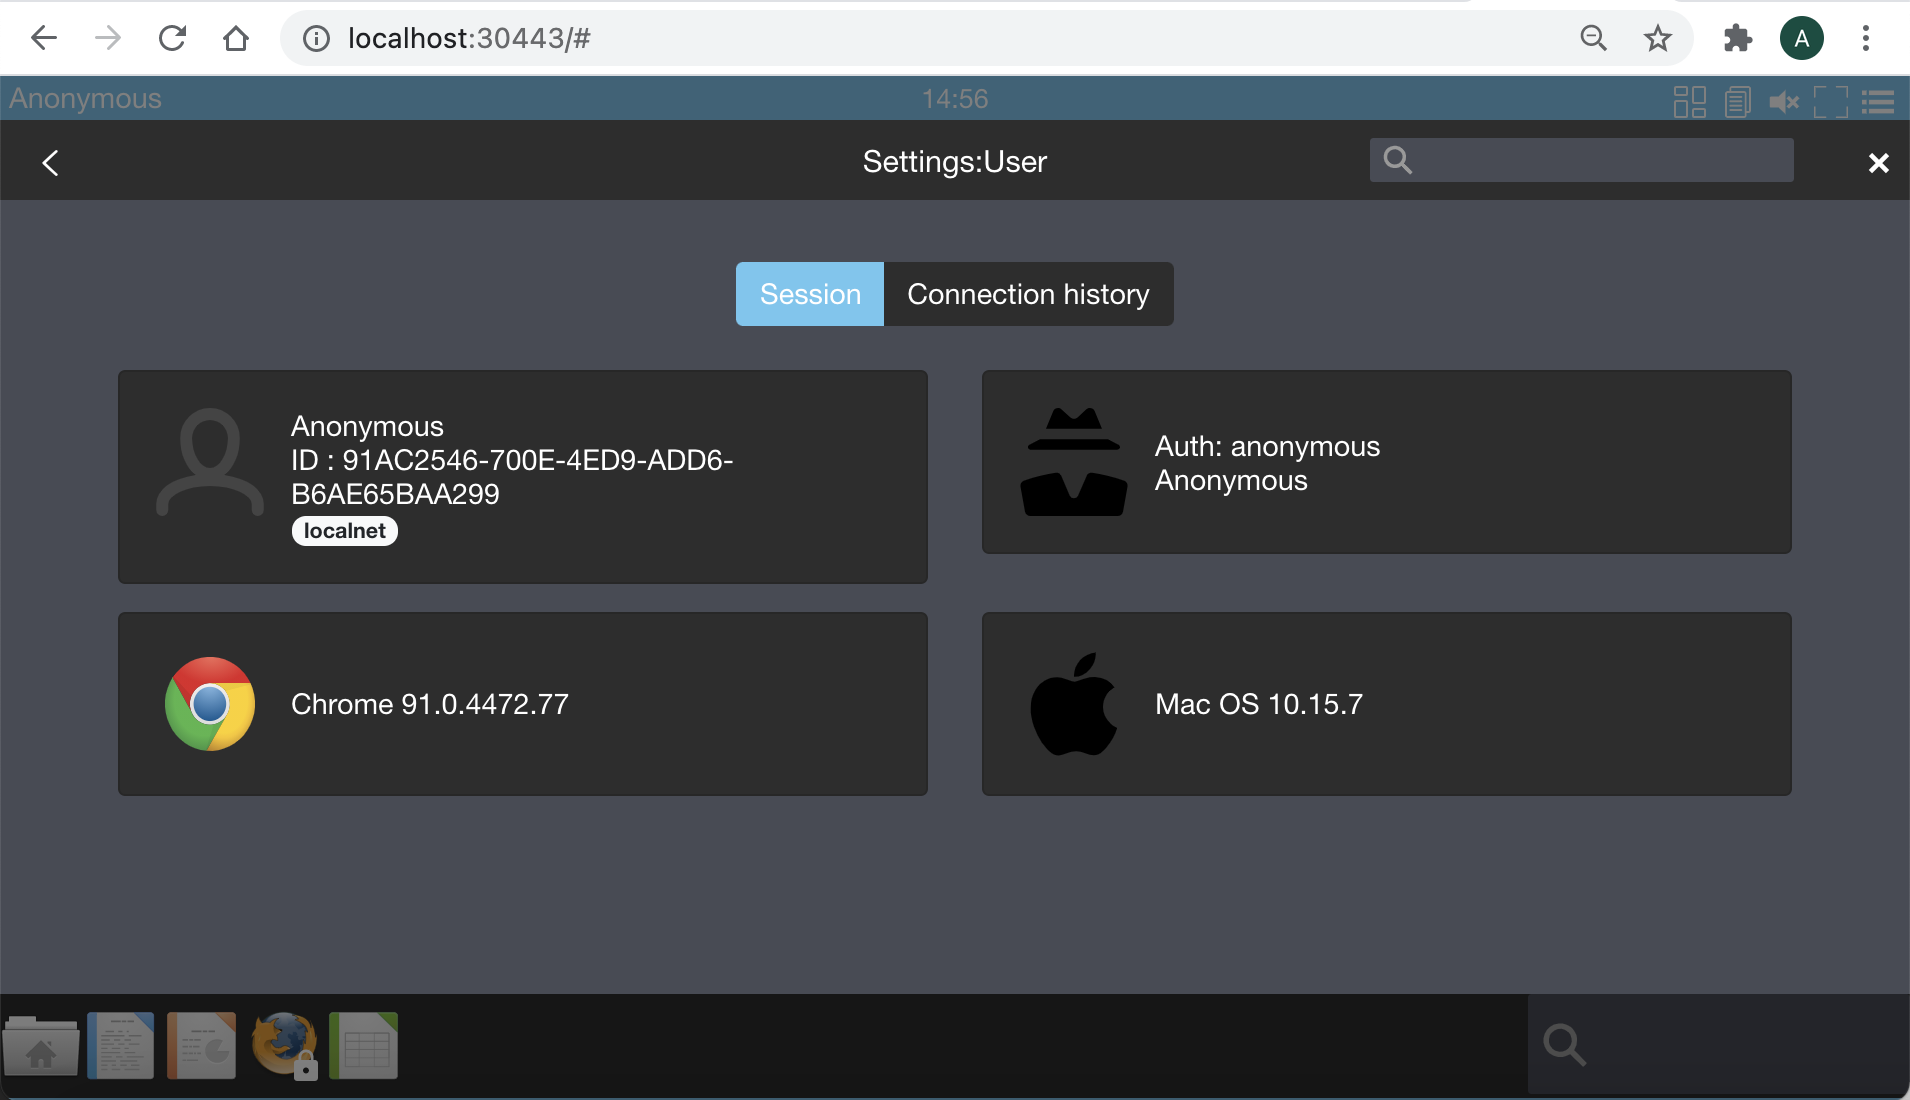 localhost:30443/#
A
Anonymous
14:56
Settings:User
Session
Connection history
Anonymous
ID : 91AC2546-700E-4ED9-ADD6-
B6AE65BAA299
localnet
Auth: anonymous
Anonymous
Chrome 91.0.4472.77
Mac OS 10.15.7